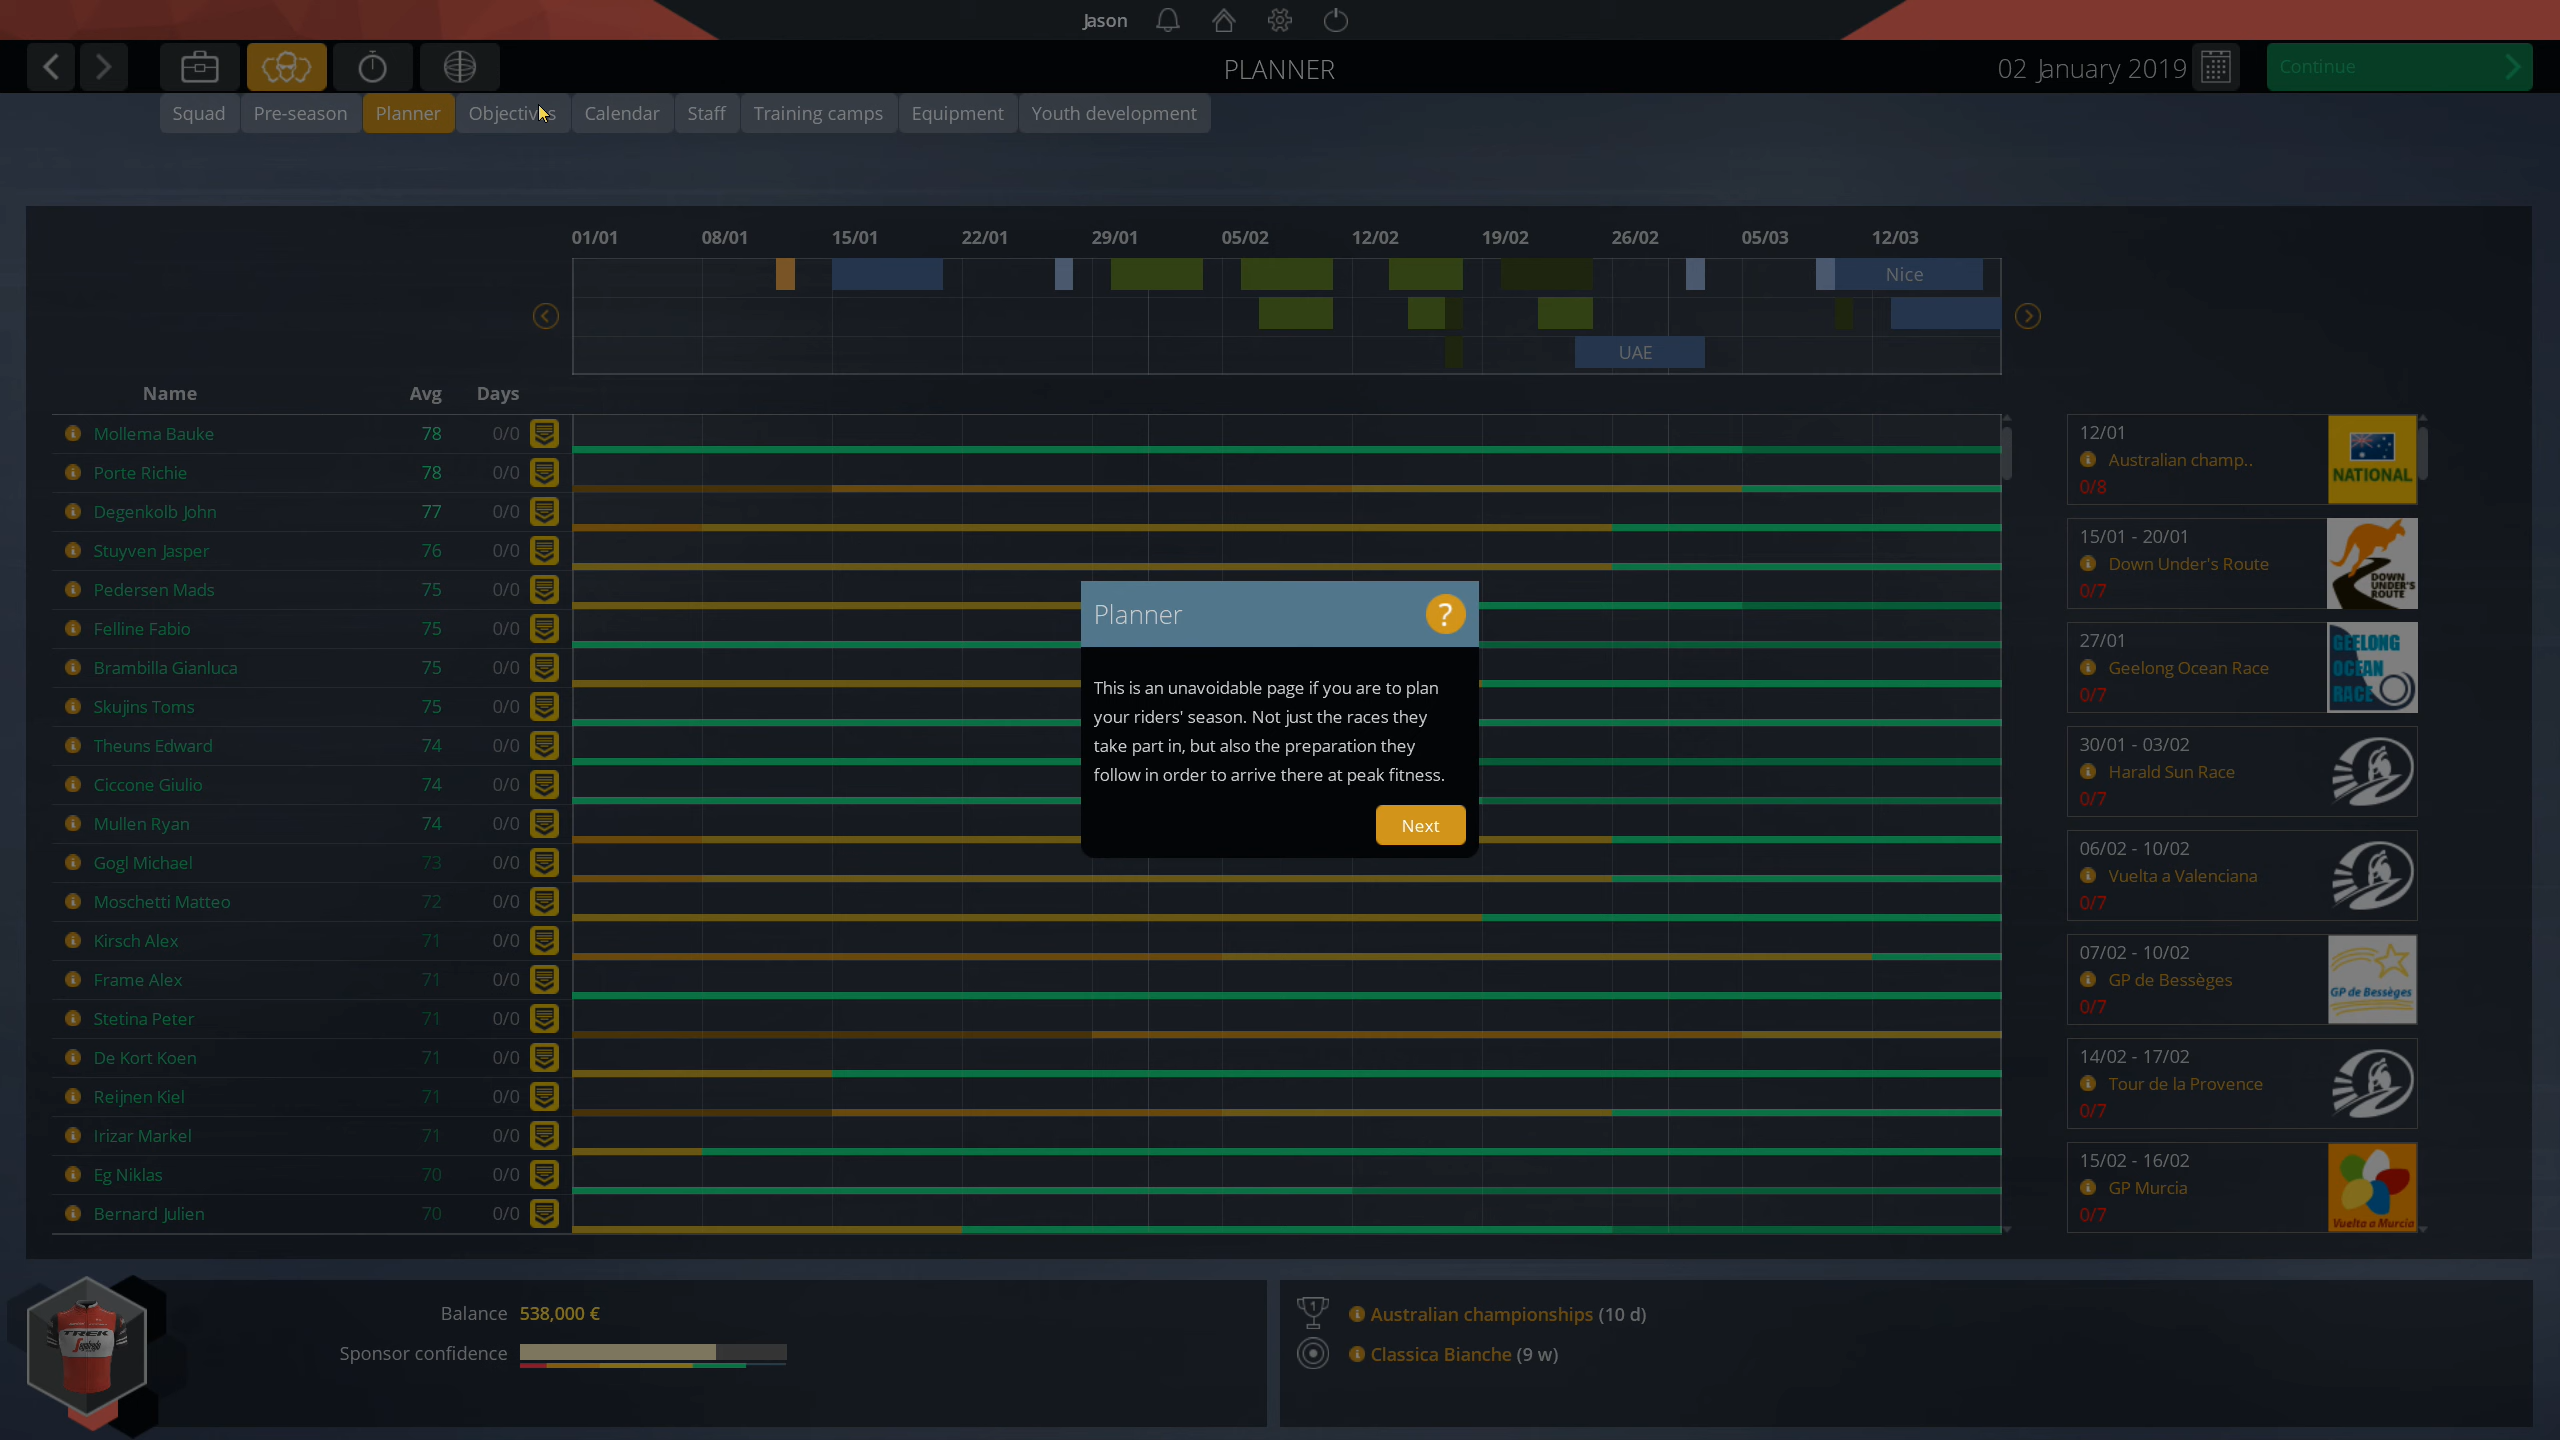 Jason
PLANNER
02 January 2019
Continue
Squad Pre-season Planner Objectives Calendar Staff Training camps Equipment Youth development
01/01 08/01 15/01 22/01 29/01 05/02 12/02 19/02 26/02 05/03 12/03
Nice
UAE
Name Avg Days
Mollema Bauke 78 0/0
Porte Richie 78 0/0
Degenkolb John 77 0/0
Stuyven Jasper 76 0/0
Pedersen Mads 75 0/0
Felline Fabio 75 0/0
Brambilla Gianluca 75 0/0
Skujins Toms 75 0/0
Theuns Edward 74 0/0
Ciccone Giulio 74 0/0
Mullen Ryan 74 0/0
Gogl Michael 73 0/0
Moschetti Matteo 72 0/0
Kirsch Alex 71 0/0
Frame Alex 71 0/0
Stetina Peter 71 0/0
De Kort Koen 71 0/0
Reijnen Kiel 71 0/0
Irizar Markel 71 0/0
Eg Niklas 70 0/0
Bernard Julien 70 0/0
Planner ?
This is an unavoidable page if you are to plan
your riders' season. Not just the races they
take part in, but also the preparation they
follow in order to arrive there at peak fitness.
Next
12/01
Australian champ..
0/8
NATIONAL
15/01 - 20/01
Down Under's Route
0/7
DOWN
UNDER'S
ROUTE
27/01
Geelong Ocean Race
0/7
GEELONG
OCEAN
RACE
30/01 - 03/02
Harald Sun Race
0/7
06/02 - 10/02
Vuelta a Valenciana
0/7
07/02 - 10/02
GP de Bessèges
0/7
GP de Bessèges
14/02 - 17/02
Tour de la Provence
0/7
15/02 - 16/02
GP Murcia
0/7
Vuelta a Murcia
TREK
Segafredo
Balance 538,000 €
Sponsor confidence
1
Australian championships (10 d)
Classica Bianche (9 w)